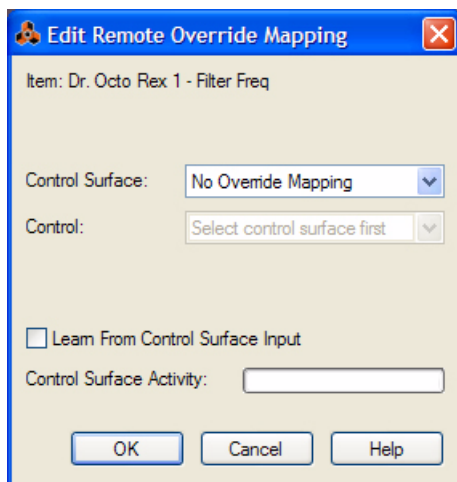 Edit Remote Override Mapping
Item: Dr. Octo Rex 1 - Filter Freq
Control Surface: No Override Mapping
Control: Select control surface first
Learn From Control Surface Input
Control Surface Activity:
OK Cancel Help